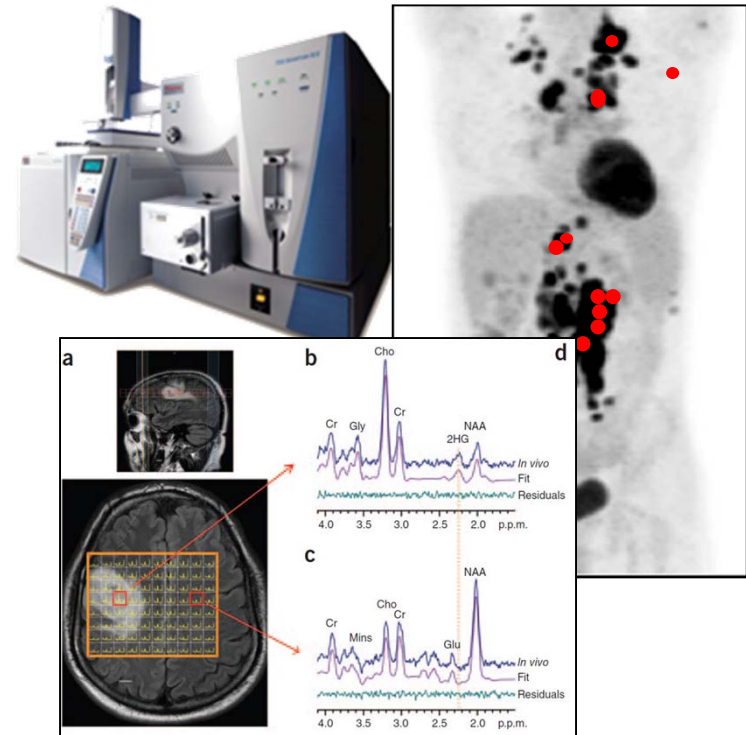 a
b
Cho
Cr
Gly
Cr
2HG
NAA
In vivo
Fit
Residuals
4.0 3.5 3.0 2.5 2.0 p.p.m.
c
NAA
Cr
Mins
Cho
Cr
Glu
In vivo
Fit
Residuals
4.0 3.5 3.0 2.5 2.0 p.p.m.
d